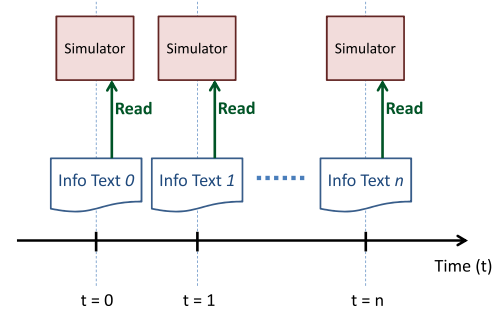 Simulator Simulator Simulator
Read Read Read
Info Text 0 Info Text 1 Info Text n
Time (t)
t = 0 t = 1 t = n